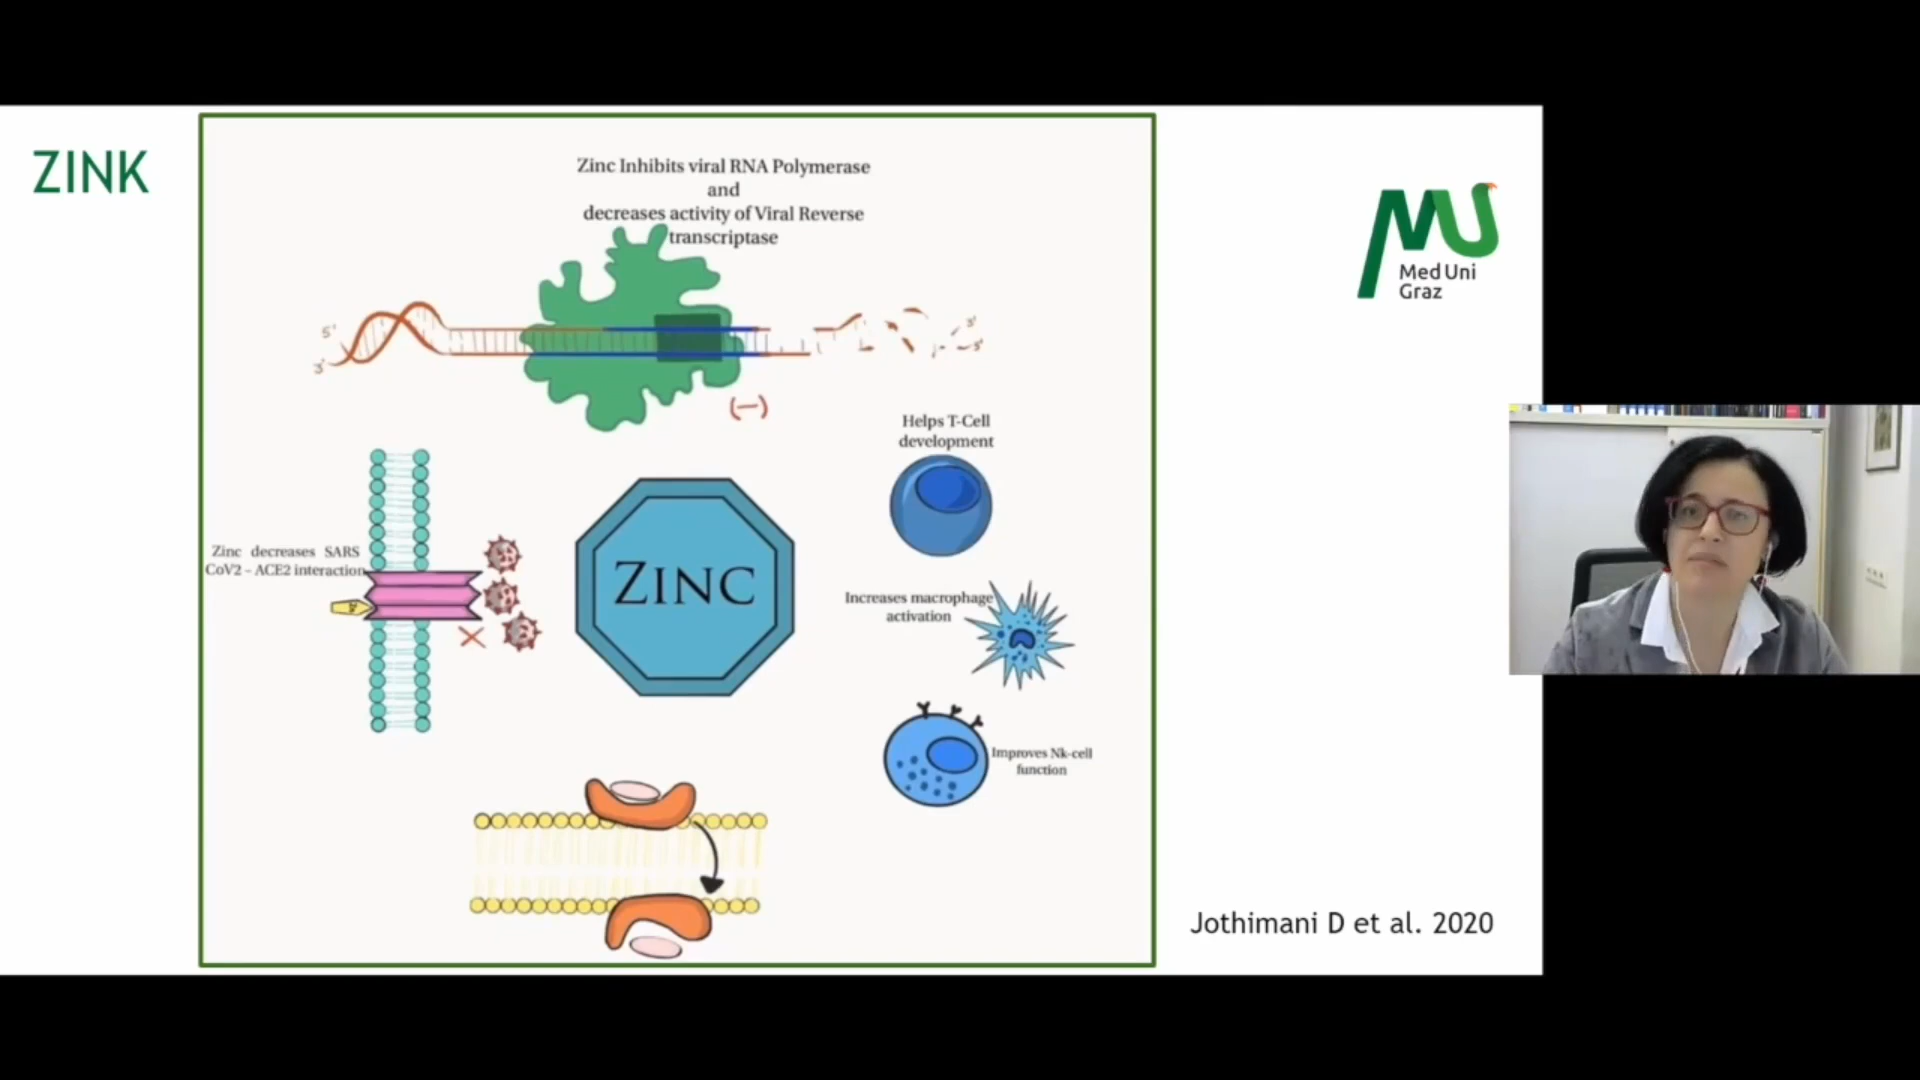 ZINK
Zinc Inhibits viral RNA Polymerase
and
decreases activity of Viral Reverse
transcriptase
5'
3'
3'
5'
(−)
Helps T-Cell
development
Zinc decreases SARS
CoV2 – ACE2 interaction
ZINC
Increases macrophage
activation
Improves Nk-cell
function
Med Uni
Graz
Jothimani D et al. 2020